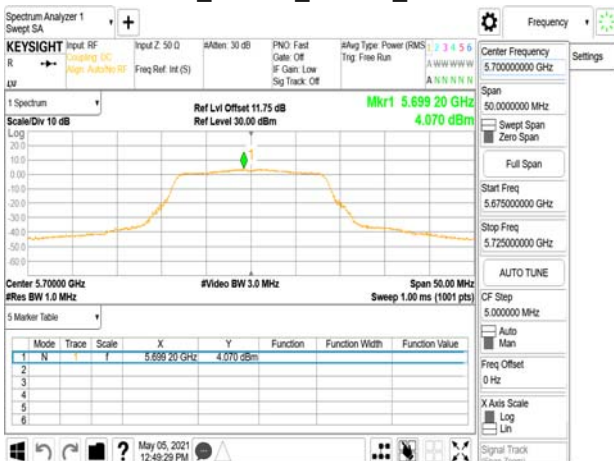 Spectrum Analyzer 1
Swept SA
Frequency
KEYSIGHT
Input: RF
Coupling: DC
Align: Auto/No RF
Input Z: 50 Ω
Freq Ref: Int (S)
#Atten: 30 dB
PNO: Fast
Gate: Off
IF Gain: Low
Sig Track: Off
#Avg Type: Power (RMS
Trig: Free Run
1 2 3 4 5 6
A W W W W W
A N N N N N
R
Center Frequency
5.700000000 GHz
Settings
Span
50.0000000 MHz
Swept Span
Zero Span
Full Span
Start Freq
5.675000000 GHz
Stop Freq
5.725000000 GHz
AUTO TUNE
CF Step
5.000000 MHz
Auto
Man
Freq Offset
0 Hz
X Axis Scale
Log
Lin
Signal Track
1 Spectrum
Scale/Div 10 dB
Log
Ref Lvl Offset 11.75 dB
Ref Level 30.00 dBm
Mkr1 5.699 20 GHz
4.070 dBm
20.0
10.0
0.00
-10.0
-20.0
-30.0
-40.0
-50.0
-60.0
1
Center 5.70000 GHz
#Res BW 1.0 MHz
#Video BW 3.0 MHz
Span 50.00 MHz
Sweep 1.00 ms (1001 pts)
5 Marker Table
Mode Trace Scale X Y Function Function Width Function Value
1 N 1 f 5.699 20 GHz 4.070 dBm
2
3
4
5
6
May 05, 2021
12:49:29 PM